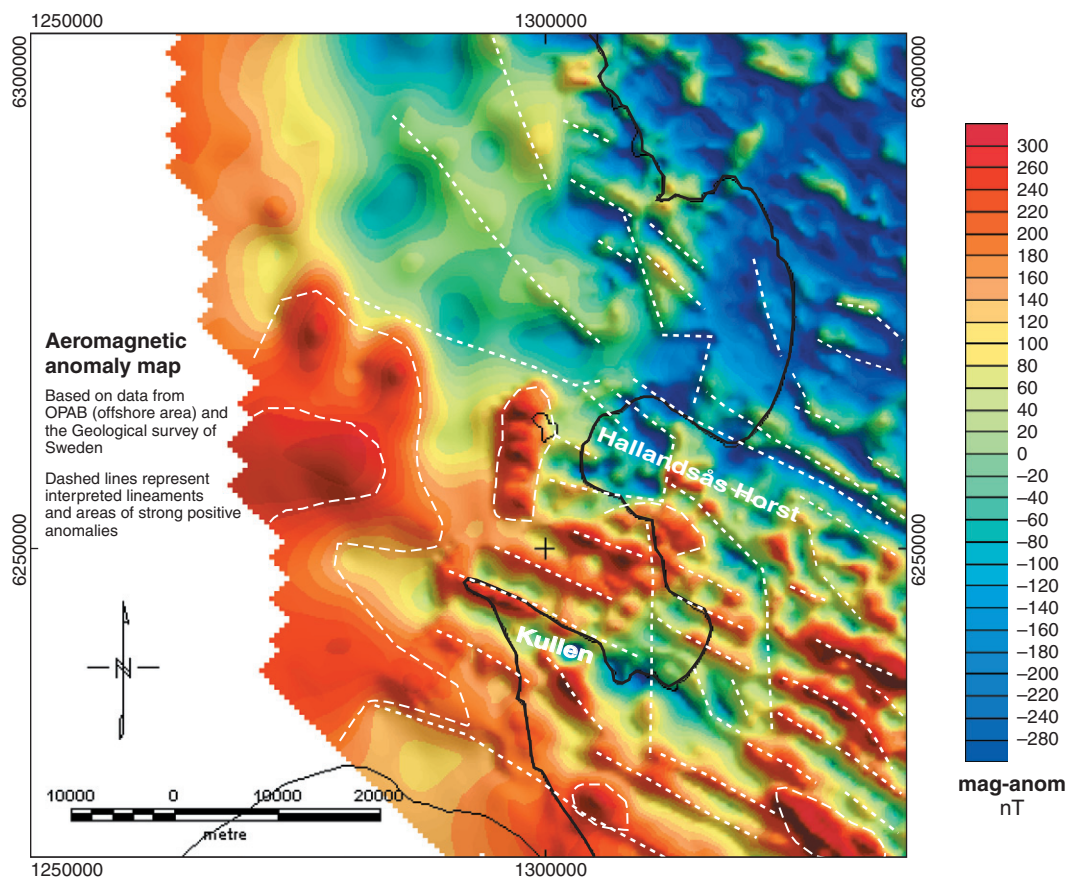 1250000 1300000
6300000 6300000
Aeromagnetic
anomaly map
Based on data from
OPAB (offshore area) and
the Geological survey of
Sweden
Dashed lines represent
interpreted lineaments
and areas of strong positive
anomalies
Hallandsås Horst
Kullen
6250000 6250000
N
10000 0 10000 20000
metre
1250000 1300000
300
260
240
220
200
180
160
140
120
100
80
60
40
20
0
−20
−40
−60
−80
−100
−120
−140
−160
−180
−200
−220
−240
−280
mag-anom
nT